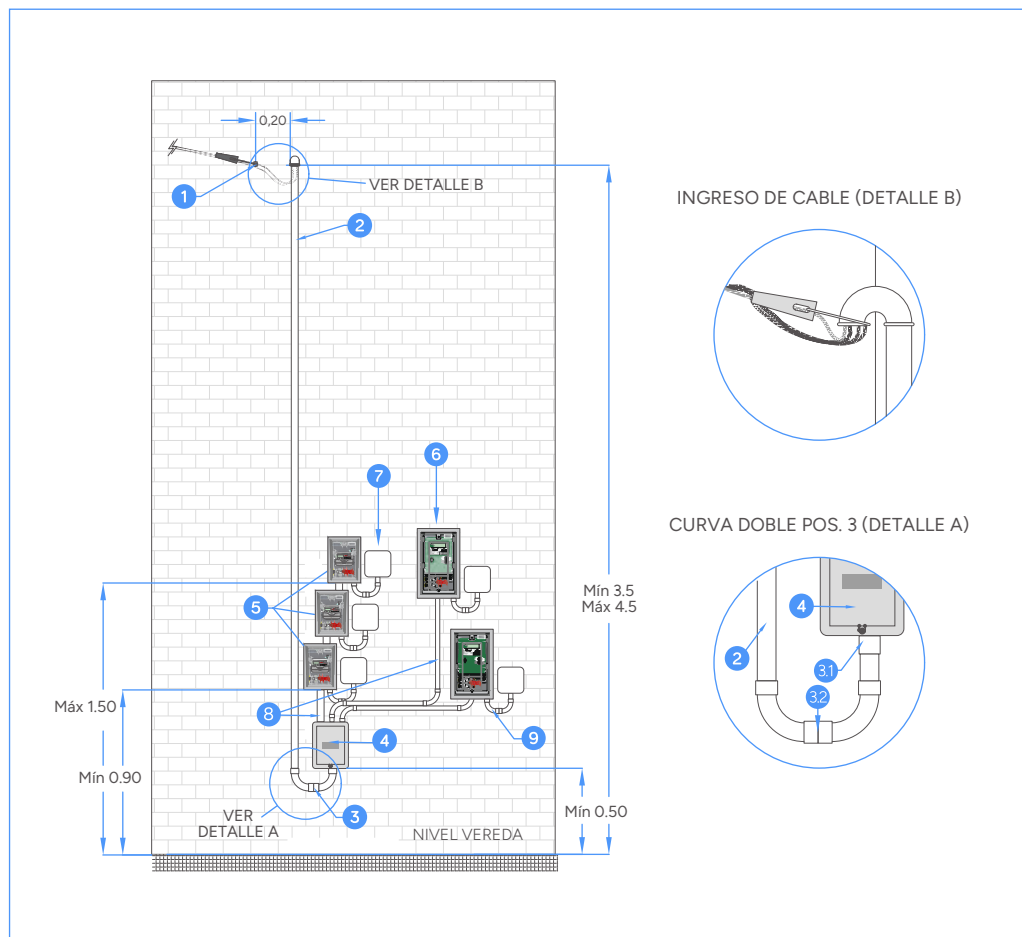 0,20
1
VER DETALLE B
2
INGRESO DE CABLE (DETALLE B)
6
7
CURVA DOBLE POS. 3 (DETALLE A)
Mín 3.5
Máx 4.5
5
4
2
3.1
3.2
Máx 1.50
8
4
9
Mín 0.90
3
Mín 0.50
VER
DETALLE A
NIVEL VEREDA